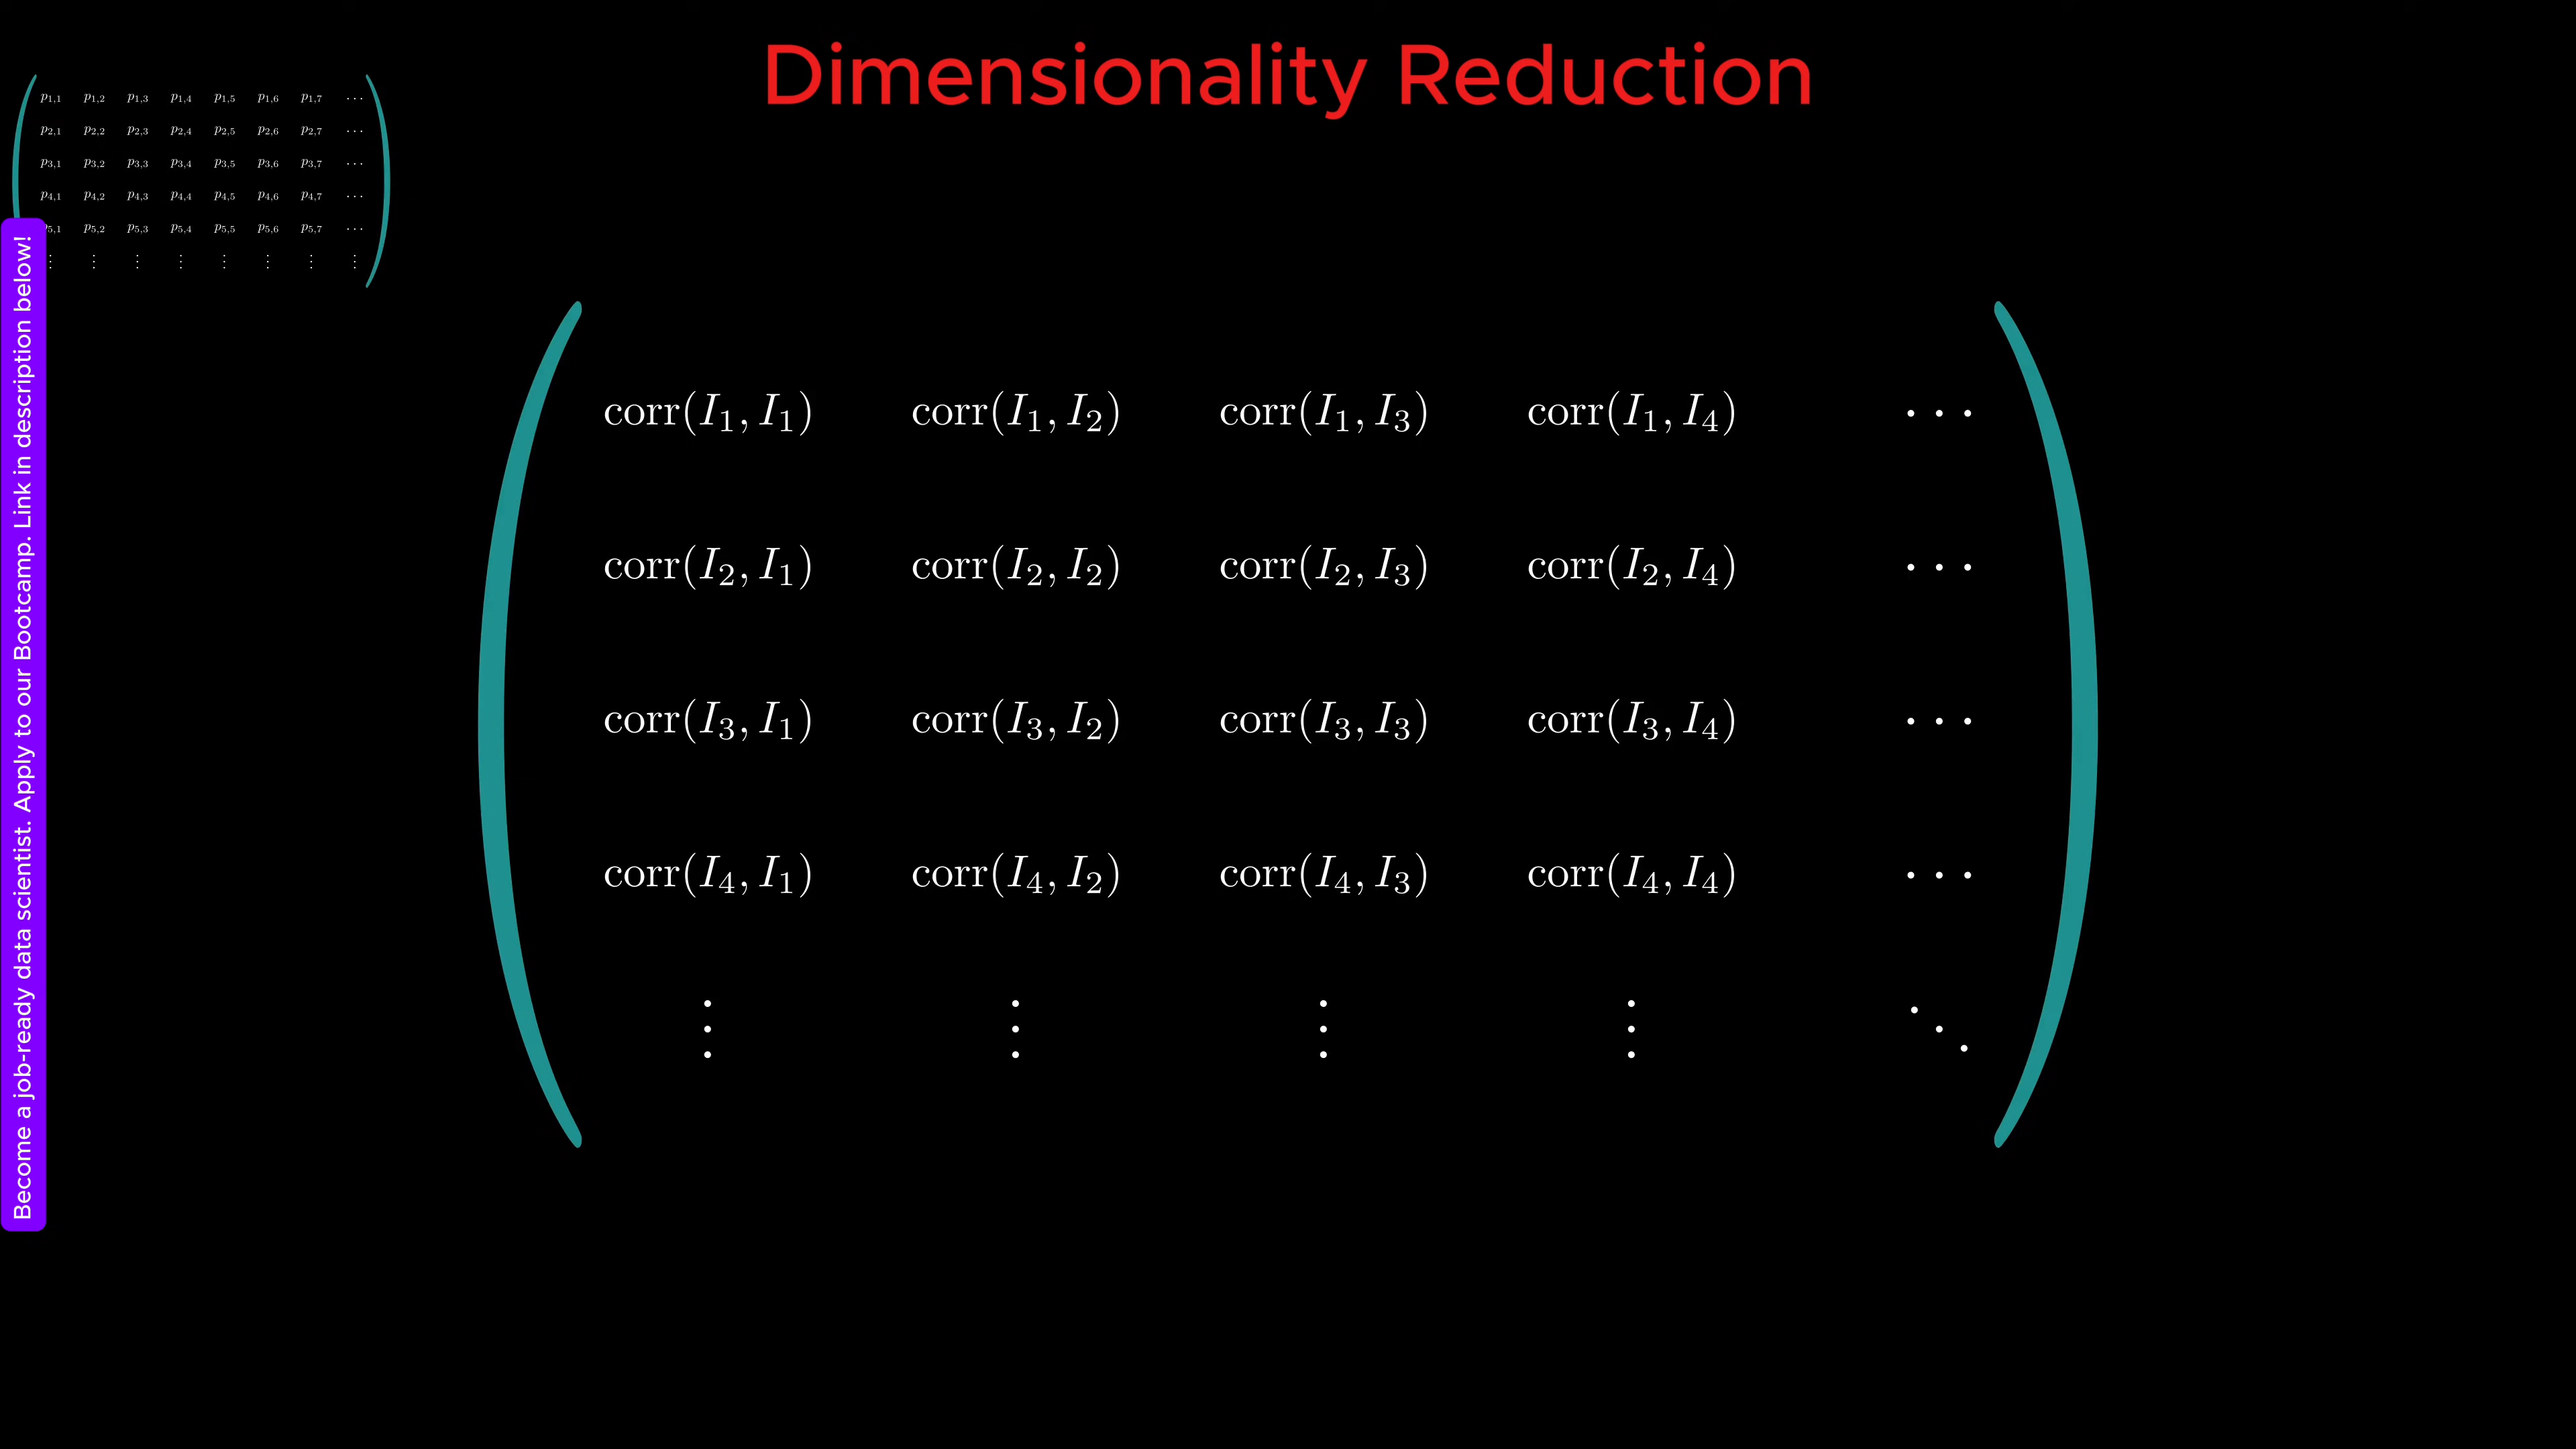 Dimensionality Reduction
p1,1 p1,2 p1,3 p1,4 p1,5 p1,6 p1,7 ⋯
p2,1 p2,2 p2,3 p2,4 p2,5 p2,6 p2,7 ⋯
p3,1 p3,2 p3,3 p3,4 p3,5 p3,6 p3,7 ⋯
p4,1 p4,2 p4,3 p4,4 p4,5 p4,6 p4,7 ⋯
p5,1 p5,2 p5,3 p5,4 p5,5 p5,6 p5,7 ⋯
⋮ ⋮ ⋮ ⋮ ⋮ ⋮ ⋮ ⋮
Become a job-ready data scientist. Apply to our Bootcamp. Link in description below!
corr(I₁, I₁) corr(I₁, I₂) corr(I₁, I₃) corr(I₁, I₄) ⋯
corr(I₂, I₁) corr(I₂, I₂) corr(I₂, I₃) corr(I₂, I₄) ⋯
corr(I₃, I₁) corr(I₃, I₂) corr(I₃, I₃) corr(I₃, I₄) ⋯
corr(I₄, I₁) corr(I₄, I₂) corr(I₄, I₃) corr(I₄, I₄) ⋯
⋮ ⋮ ⋮ ⋮ ⋱